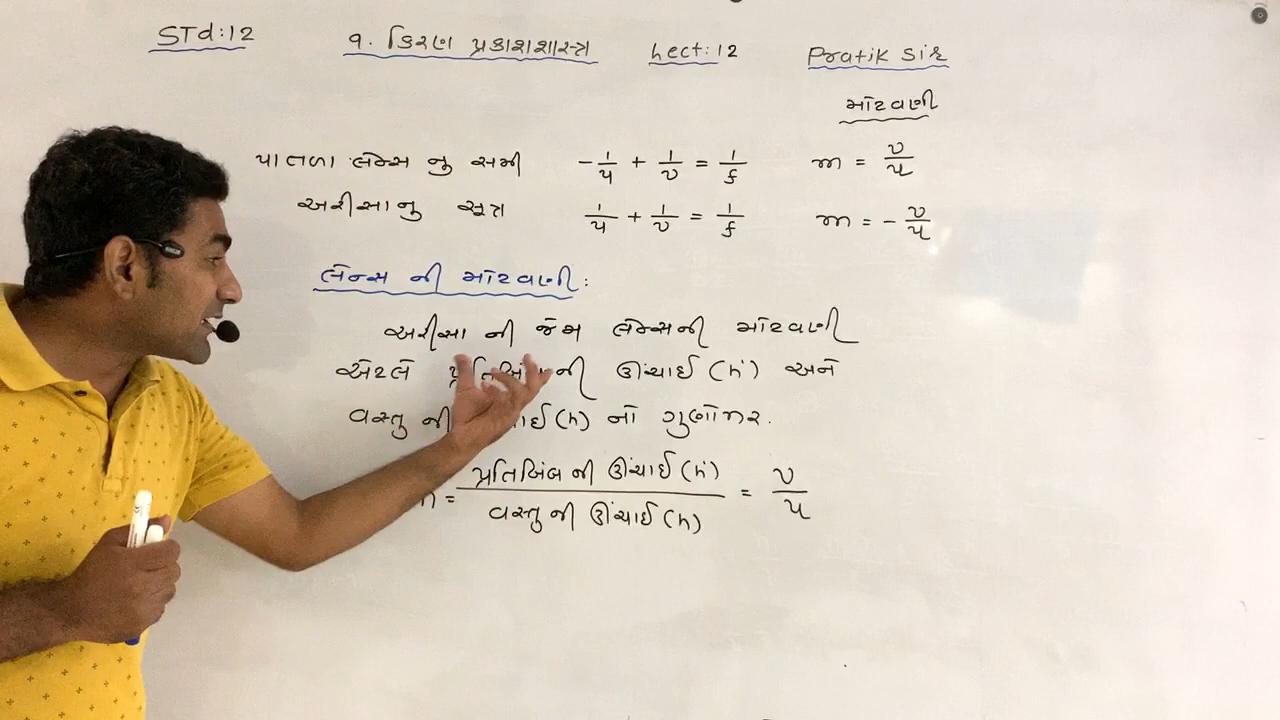 STd:12 ૧. કિરણ પ્રકાશશાસ્ત્ર Lect:12 Pratik Sir
મોટવણી
પાતળા લેન્સ નુ સમી -1/u + 1/v = 1/f m = v/u
અરીસાનુ સૂત્ર 1/u + 1/v = 1/f m = - v/u
લેન્સ ની મોટવણી:
અરીસા ની જેમ લેન્સની મોટવણી
એટલે ની ઊંચાઈ (h') અને
વસ્તુ ની (h) નો ગુણોત્તર.
= પ્રતિબિંબ ની ઊંચાઈ (h') / વસ્તુ ની ઊંચાઈ (h) = v/u